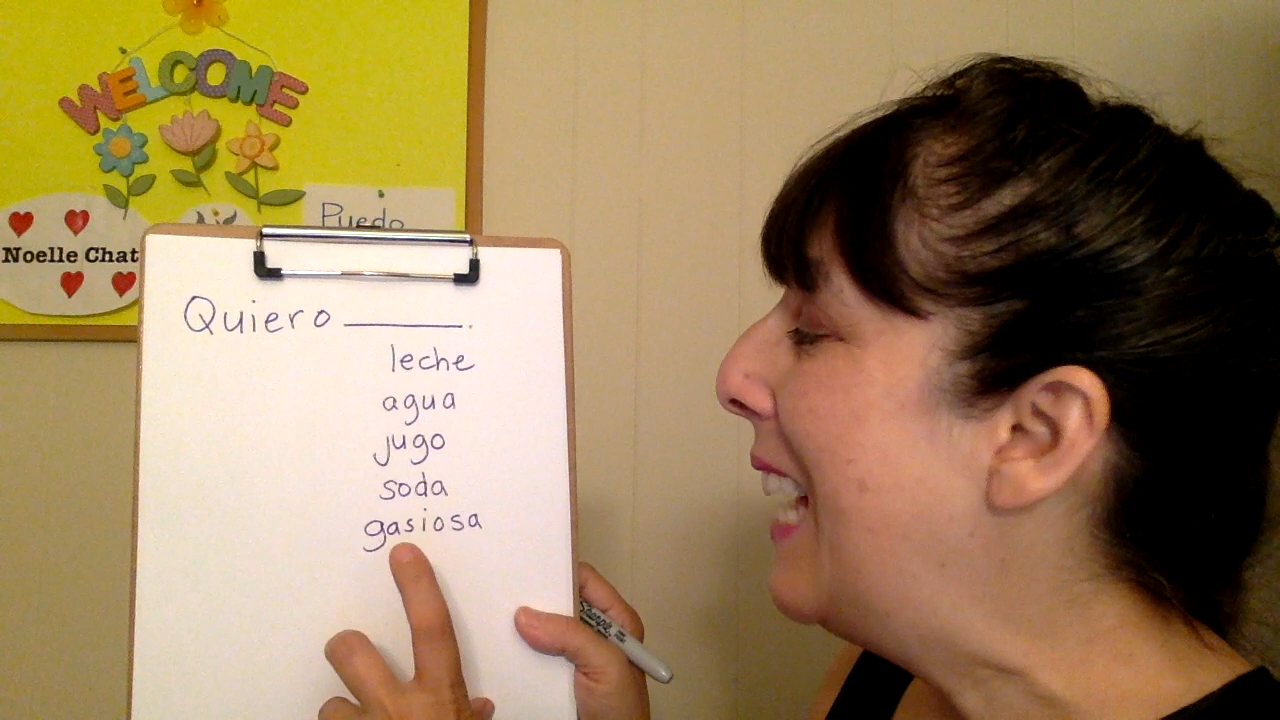 WELCOME
Noelle Chat
Puedo
Quiero ______.
leche
agua
jugo
soda
gasiosa
Sharpie